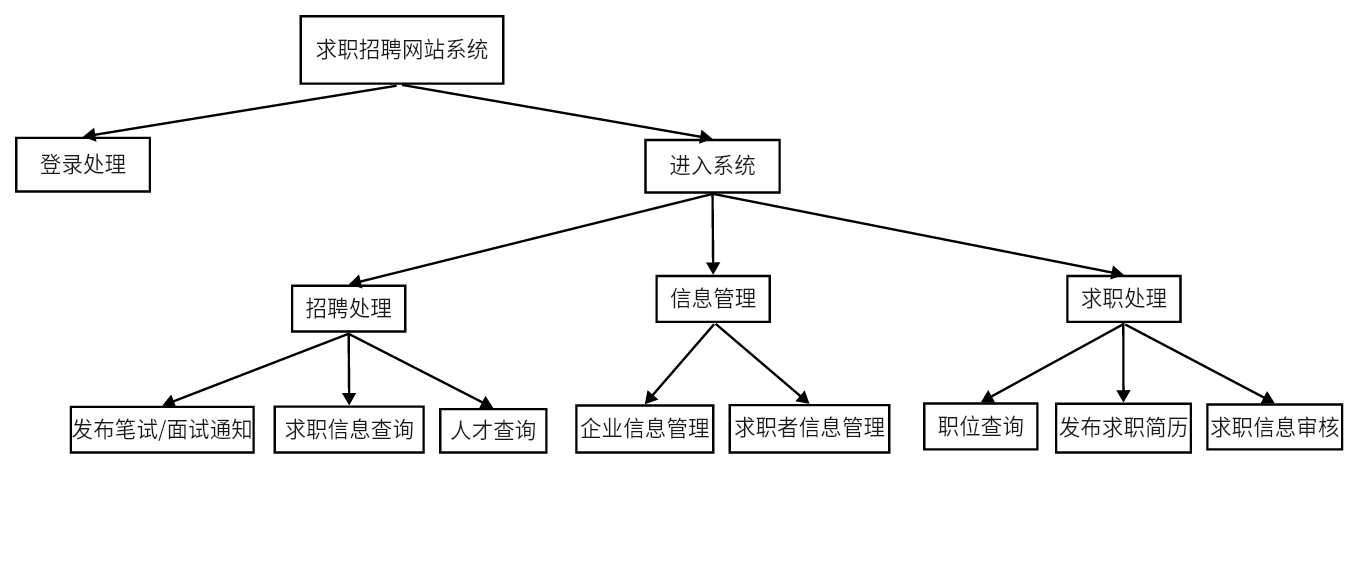 求职招聘网站系统
登录处理
进入系统
招聘处理
信息管理
求职处理
发布笔试/面试通知
求职信息查询
人才查询
企业信息管理
求职者信息管理
职位查询
发布求职简历
求职信息审核